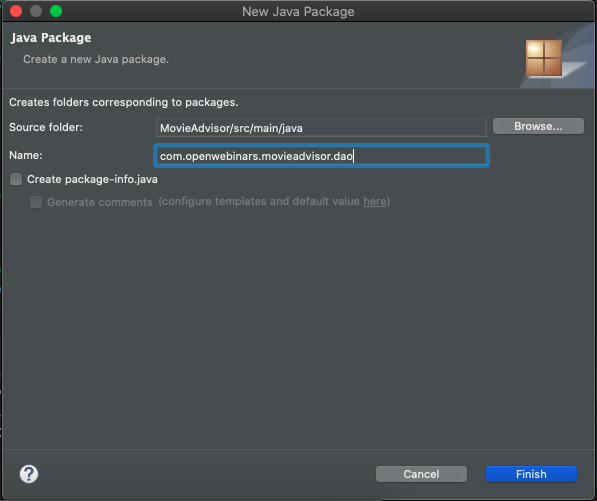 New Java Package
Java Package
Create a new Java package.
Creates folders corresponding to packages.
Source folder: MovieAdvisor/src/main/java Browse...
Name: com.openwebinars.movieadvisor.dao
Create package-info.java
Generate comments (configure templates and default value here)
? Cancel Finish